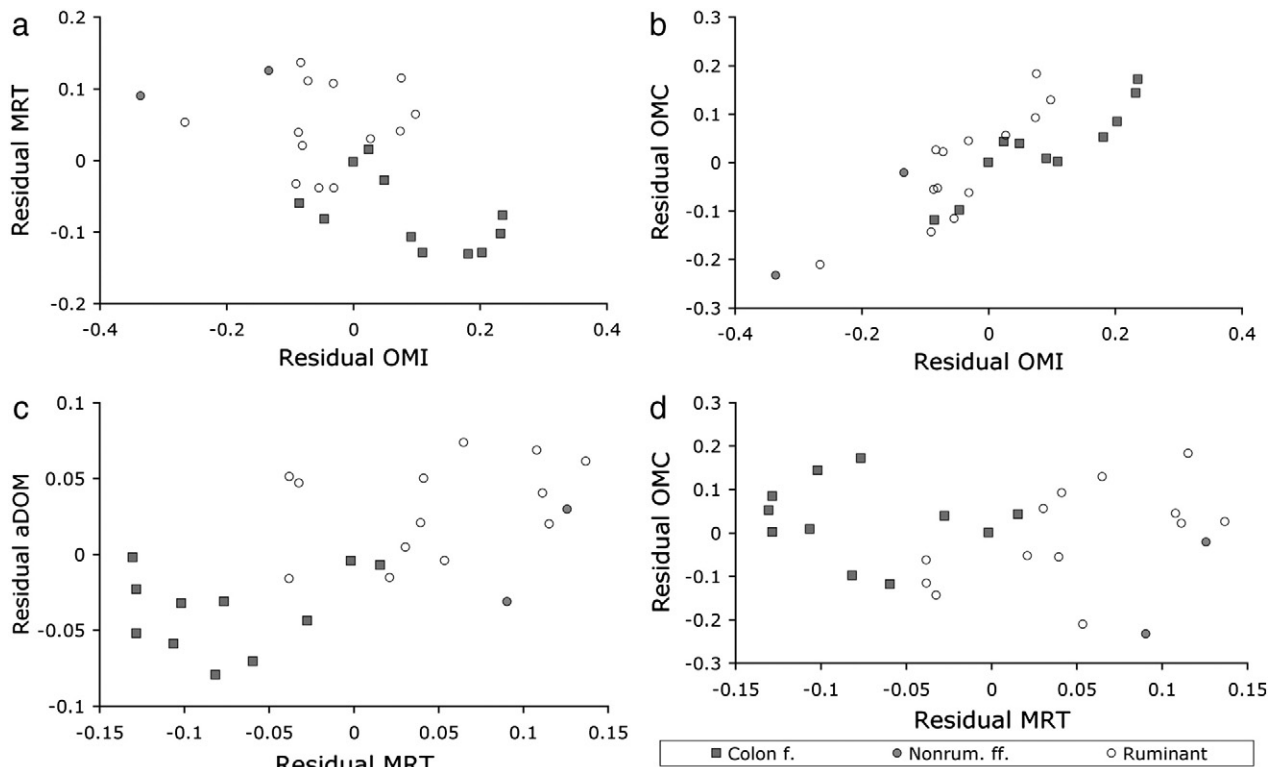 a
Residual MRT
0.2
0.1
0
-0.1
-0.2
-0.4 -0.2 0 0.2 0.4
Residual OMI
b
Residual OMC
0.3
0.2
0.1
0
-0.1
-0.2
-0.3
-0.4 -0.2 0 0.2 0.4
Residual OMI
c
Residual aDOM
0.1
0.05
0
-0.05
-0.1
-0.15 -0.1 -0.05 0 0.05 0.1 0.15
Residual MRT
d
Residual OMC
0.3
0.2
0.1
0
-0.1
-0.2
-0.3
-0.15 -0.1 -0.05 0 0.05 0.1 0.15
Residual MRT
Colon f. Nonrum. ff. Ruminant